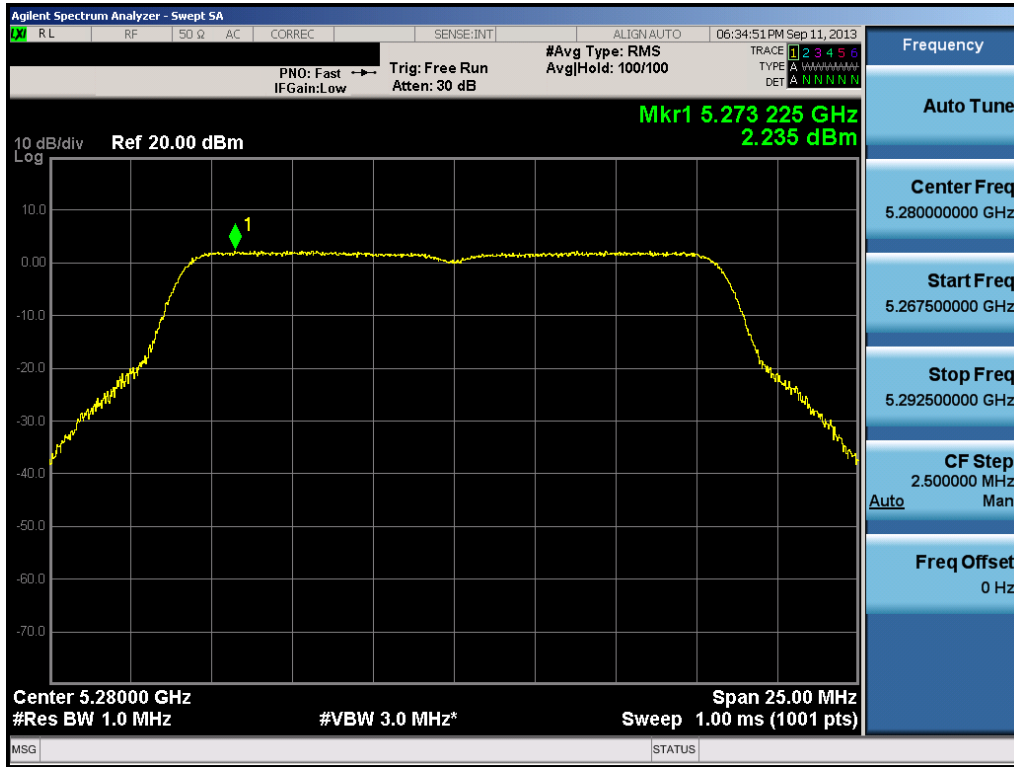 Agilent Spectrum Analyzer - Swept SA
LXI RL RF 50 Ω AC CORREC SENSE:INT ALIGN AUTO 06:34:51 PM Sep 11, 2013
PNO: Fast
IFGain:Low
Trig: Free Run
Atten: 30 dB
#Avg Type: RMS
Avg|Hold: 100/100
TRACE 1 2 3 4 5 6
TYPE A WWWWW
DET A N N N N N
Mkr1 5.273 225 GHz
2.235 dBm
10 dB/div Ref 20.00 dBm
Log
1
10.0
0.00
-10.0
-20.0
-30.0
-40.0
-50.0
-60.0
-70.0
Center 5.28000 GHz
Span 25.00 MHz
#Res BW 1.0 MHz
#VBW 3.0 MHz*
Sweep 1.00 ms (1001 pts)
MSG
STATUS
Frequency
Auto Tune
Center Freq
5.280000000 GHz
Start Freq
5.267500000 GHz
Stop Freq
5.292500000 GHz
CF Step
2.500000 MHz
Auto Man
Freq Offset
0 Hz